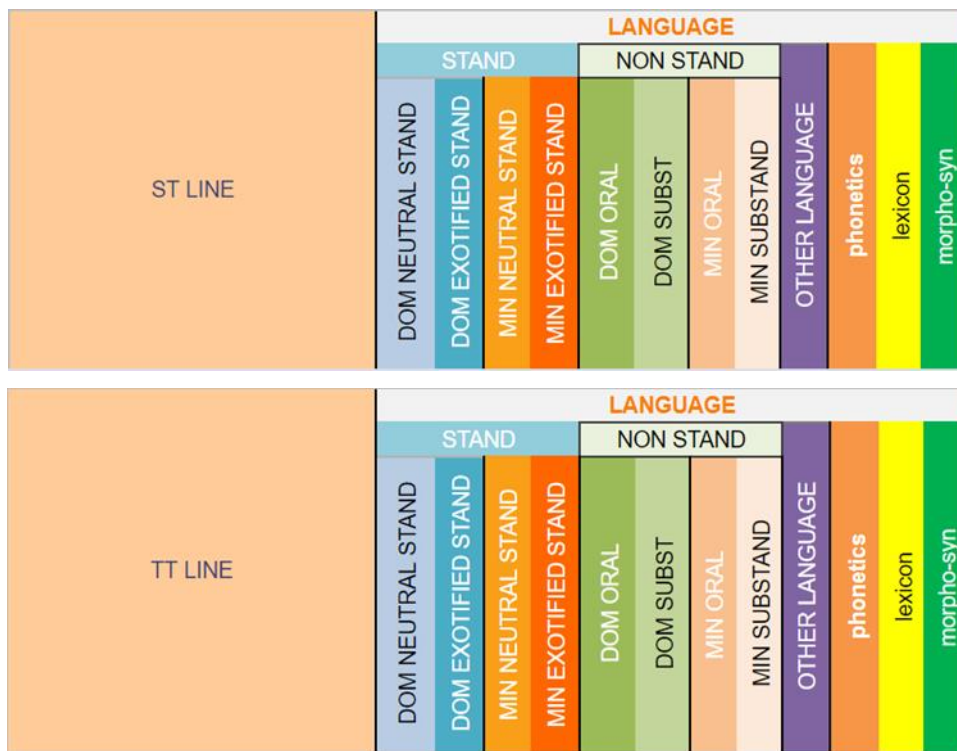 LANGUAGE
STAND
NON STAND
ST LINE
DOM NEUTRAL STAND
DOM EXOTIFIED STAND
MIN NEUTRAL STAND
MIN EXOTIFIED STAND
DOM ORAL
DOM SUBST
MIN ORAL
MIN SUBSTAND
OTHER LANGUAGE
phonetics
lexicon
morpho-syn
LANGUAGE
STAND
NON STAND
TT LINE
DOM NEUTRAL STAND
DOM EXOTIFIED STAND
MIN NEUTRAL STAND
MIN EXOTIFIED STAND
DOM ORAL
DOM SUBST
MIN ORAL
MIN SUBSTAND
OTHER LANGUAGE
phonetics
lexicon
morpho-syn